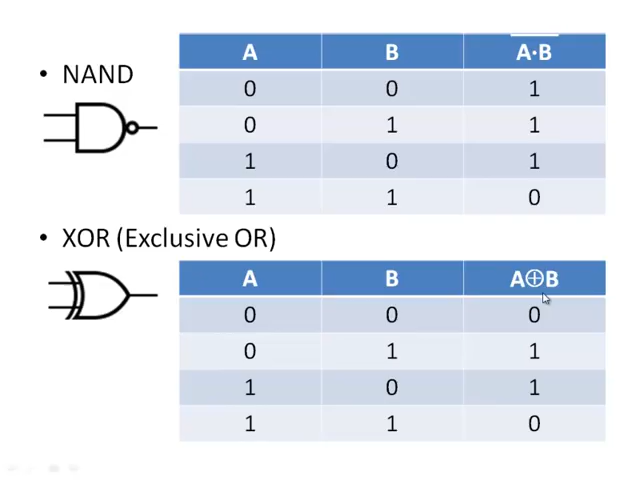 • NAND
A B A·B
0 0 1
0 1 1
1 0 1
1 1 0
• XOR (Exclusive OR)
A B A⊕B
0 0 0
0 1 1
1 0 1
1 1 0